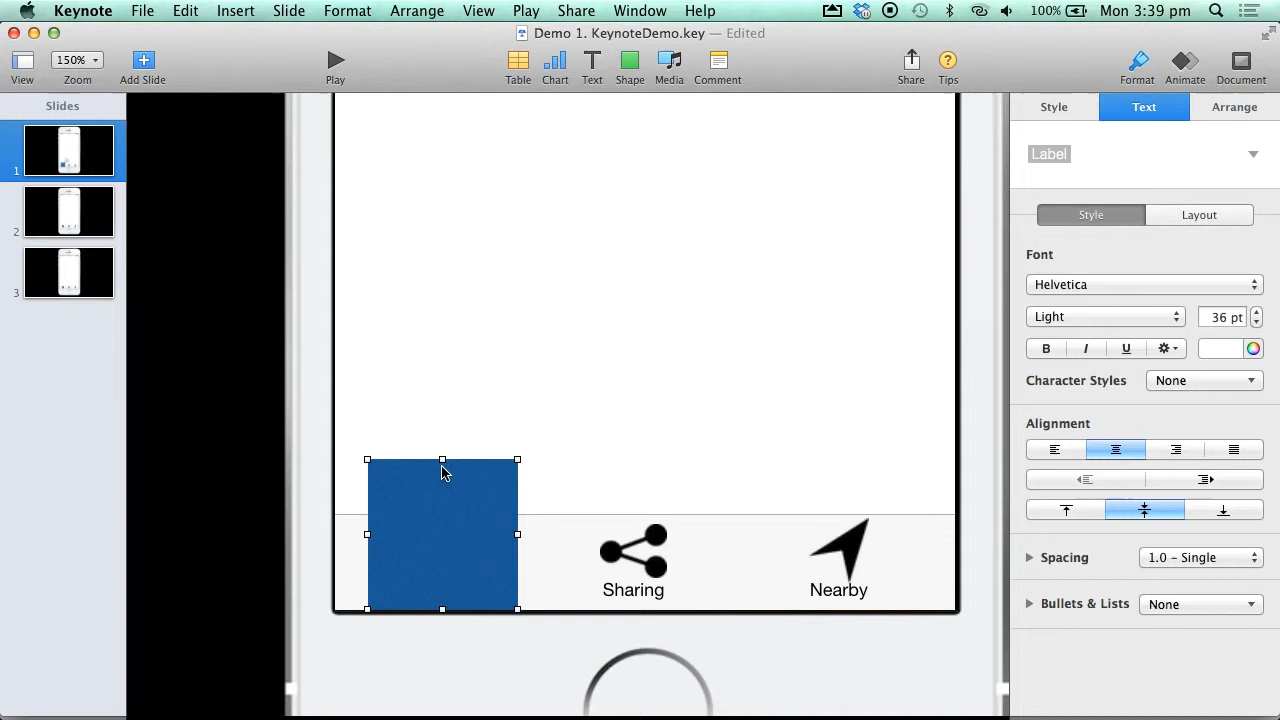 Keynote File Edit Insert Slide Format Arrange View Play Share Window Help 100% Mon 3:39 pm
Demo 1. KeynoteDemo.key — Edited
150%
View Zoom Add Slide Play Table Chart Text Shape Media Comment Share Tips Format Animate Document
Slides
Style Text Arrange
1
Label
2
Style Layout
3
Font
Helvetica
Light 36 pt
B I U
Character Styles None
Alignment
Spacing 1.0 – Single
Sharing Nearby
Bullets & Lists None